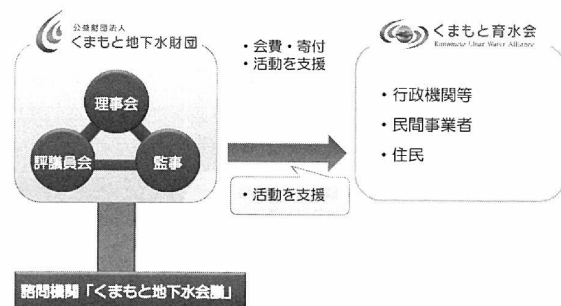 公益財団法人
くまもと地下水財団
理事会
評議員会
監事
諮問機関「くまもと地下水会議」
・会費・寄付
・活動を支援
・活動を支援
くまもと育水会
Kumamoto Clear Water Alliance
・行政機関等
・民間事業者
・住民